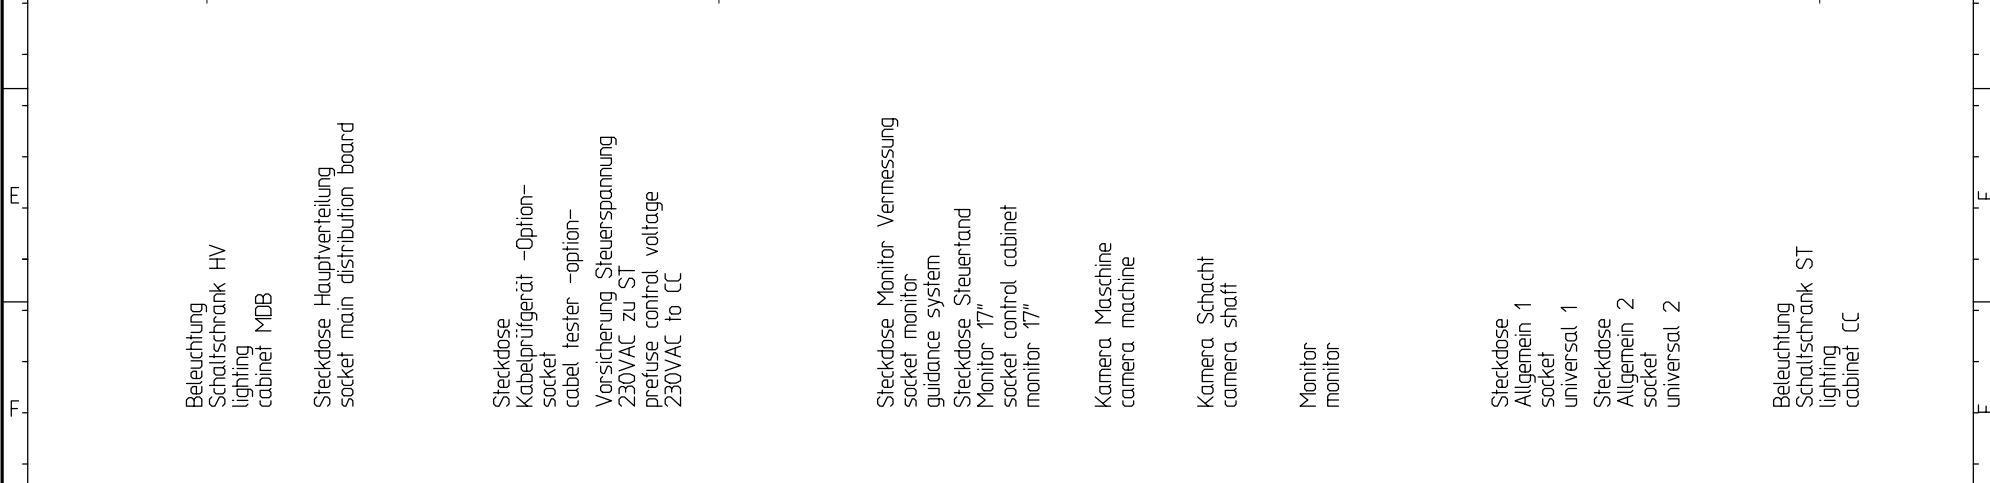 E
F
Beleuchtung
Schaltschrank HV
lighting
cabinet MDB
Steckdose Hauptverteilung
socket main distribution board
Steckdose
Kabelprüfgerät -Option-
socket
cabel tester -option-
Vorsicherung Steuerspannung
230VAC zu ST
prefuse control voltage
230VAC to CC
Steckdose Monitor Vermessung
socket monitor
guidance system
Steckdose Steuertand
Monitor 17"
socket control cabinet
monitor 17"
Kamera Maschine
camera machine
Kamera Schacht
camera shaft
Monitor
monitor
Steckdose
Allgemein 1
socket
universal 1
Steckdose
Allgemein 2
socket
universal 2
Beleuchtung
Schaltschrank ST
lighting
cabinet CC